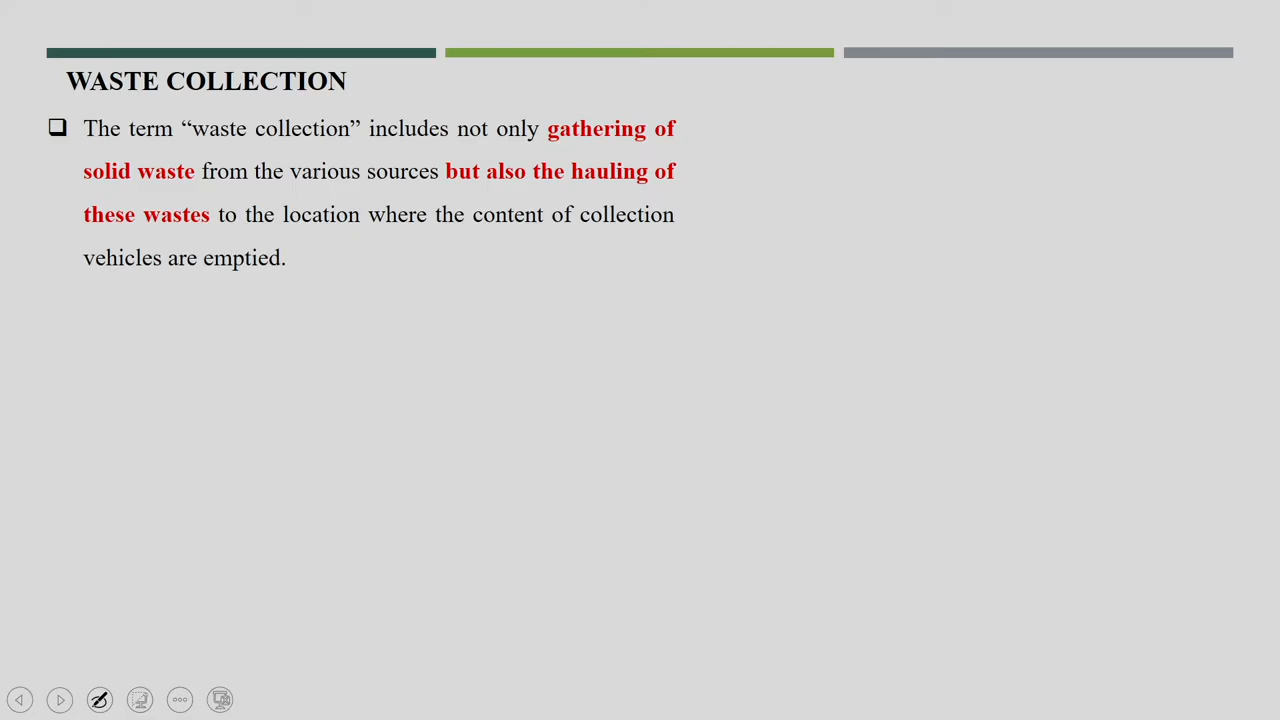 WASTE COLLECTION
The term “waste collection” includes not only gathering of
solid waste from the various sources but also the hauling of
these wastes to the location where the content of collection
vehicles are emptied.